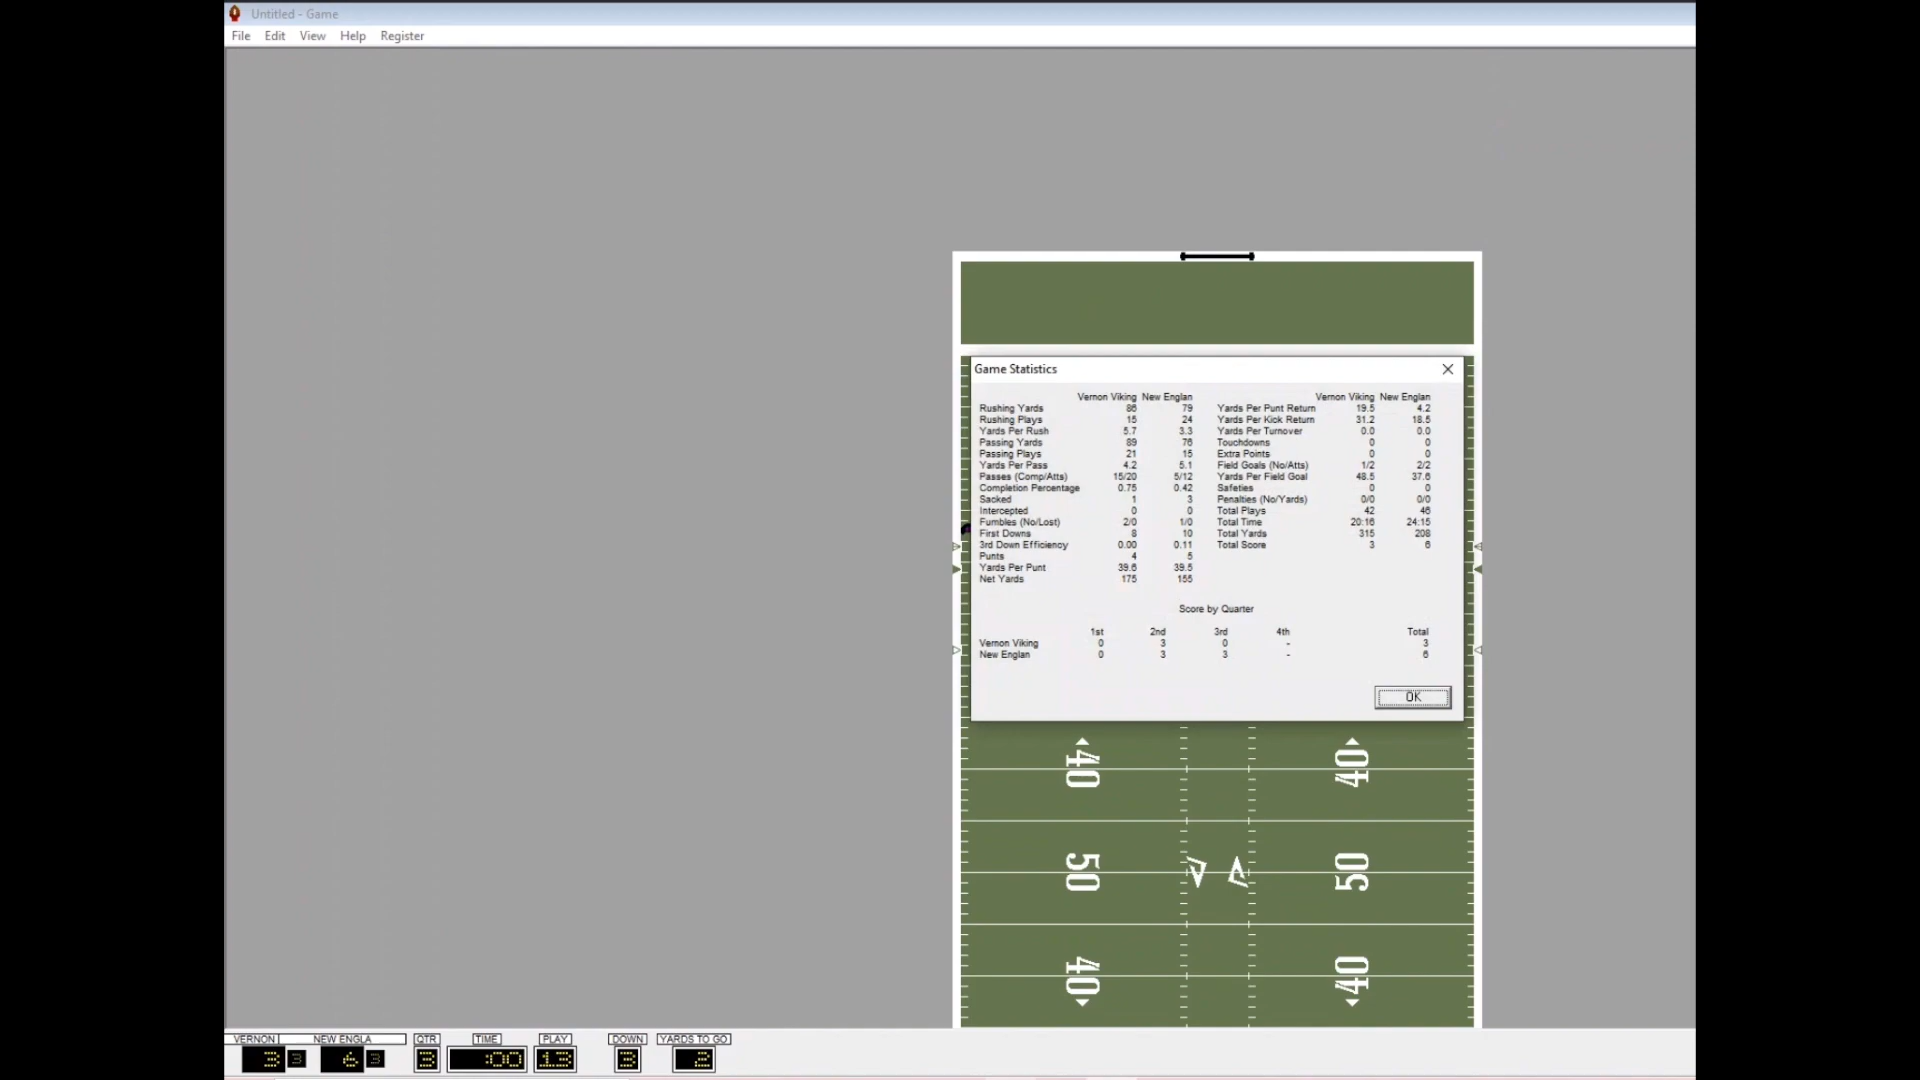 Untitled - Game
File Edit View Help Register
Game Statistics
Vernon Viking New Englan Vernon Viking New Englan
Rushing Yards 86 79 Yards Per Punt Return 19.5 4.2
Rushing Plays 15 24 Yards Per Kick Return 31.2 18.5
Yards Per Rush 5.7 3.3 Yards Per Turnover 0.0 0.0
Passing Yards 89 76 Touchdowns 0 0
Passing Plays 21 15 Extra Points 0 0
Yards Per Pass 4.2 5.1 Field Goals (No/Atts) 1/2 2/2
Passes (Comp/Atts) 15/20 5/12 Yards Per Field Goal 48.5 37.6
Completion Percentage 0.75 0.42 Safeties 0 0
Sacked 1 3 Penalties (No/Yards) 0/0 0/0
Intercepted 0 0 Total Plays 42 46
Fumbles (No/Lost) 2/0 1/0 Total Time 20:16 24:15
First Downs 8 10 Total Yards 315 208
3rd Down Efficiency 0.00 0.11 Total Score 3 6
Punts 4 5
Yards Per Punt 39.6 39.5
Net Yards 175 155
Score by Quarter
1st 2nd 3rd 4th Total
Vernon Viking 0 3 0 - 3
New Englan 0 3 3 - 6
OK
40 40
50 50
40 40
VERNON NEW ENGLA QTR TIME PLAY DOWN YARDS TO GO
3 3 6 3 3 :00 13 3 2